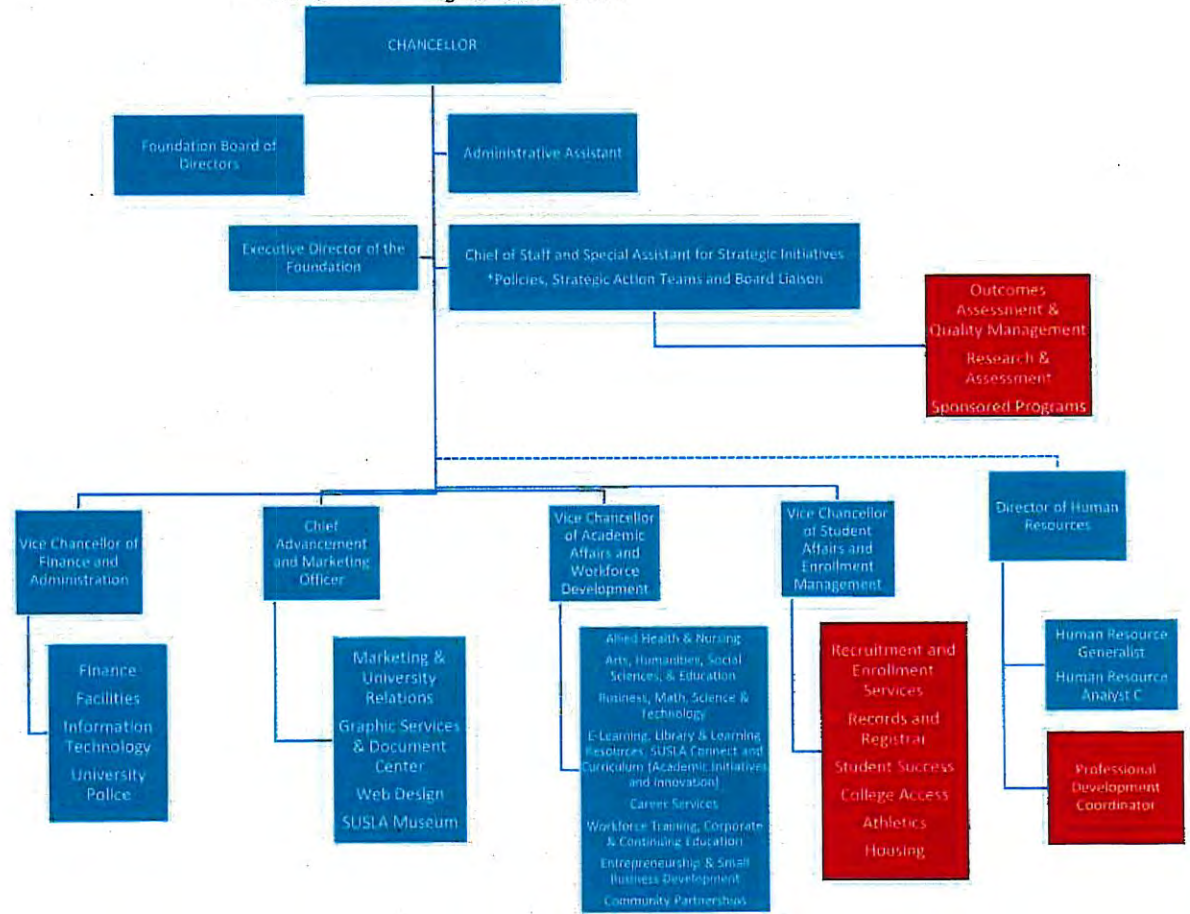 CHANCELLOR
Foundation Board of
Directors
Administrative Assistant
Executive Director of the
Foundation
Chief of Staff and Special Assistant for Strategic Initiatives
*Policies, Strategic Action Teams and Board Liaison
Outcomes
Assessment &
Quality Management
Research &
Assessment
Sponsored Programs
Vice Chancellor of
Finance and
Administration
Chief
Advancement
and Marketing
Officer
Vice Chancellor
of Academic
Affairs and
Workforce
Development
Vice Chancellor
of Student
Affairs and
Enrollment
Management
Director of Human
Resources
Finance
Facilities
Information
Technology
University
Police
Marketing &
University
Relations
Graphic Services
& Document
Center
Web Design
SUSLA Museum
Allied Health & Nursing
Arts, Humanities, Social
Sciences, & Education
Business, Math, Science &
Technology
E-Learning, Library & Learning
Resources, SUSLA Connect and
Curriculum (Academic Initiatives
and Innovation)
Career Services
Workforce Training, Corporate
& Continuing Education
Entrepreneurship & Small
Business Development
Community Partnerships
Recruitment and
Enrollment
Services
Records and
Registrar
Student Success
College Access
Athletics
Housing
Human Resource
Generalist
Human Resource
Analyst C
Professional
Development
Coordinator